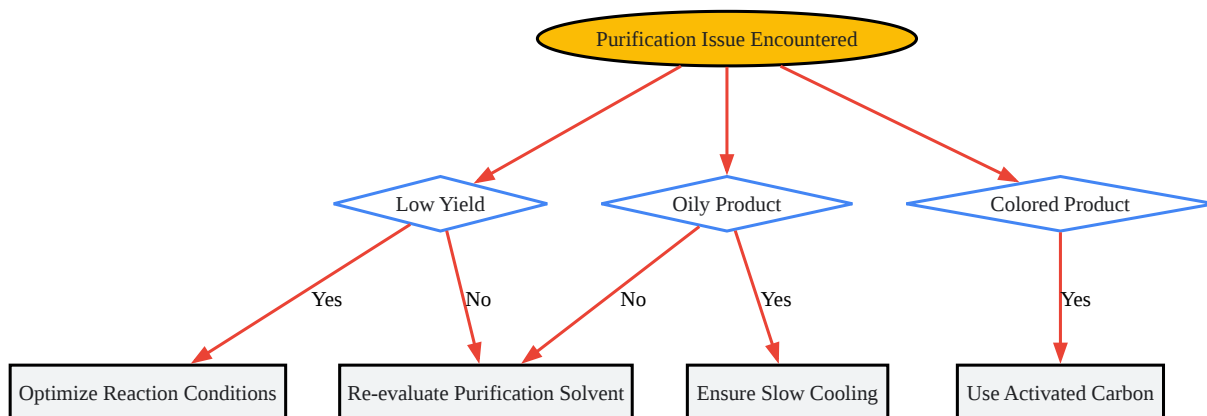 Purification Issue Encountered
Low Yield
Oily Product
Colored Product
Yes
No
No
Yes
Yes
Optimize Reaction Conditions
Re-evaluate Purification Solvent
Ensure Slow Cooling
Use Activated Carbon